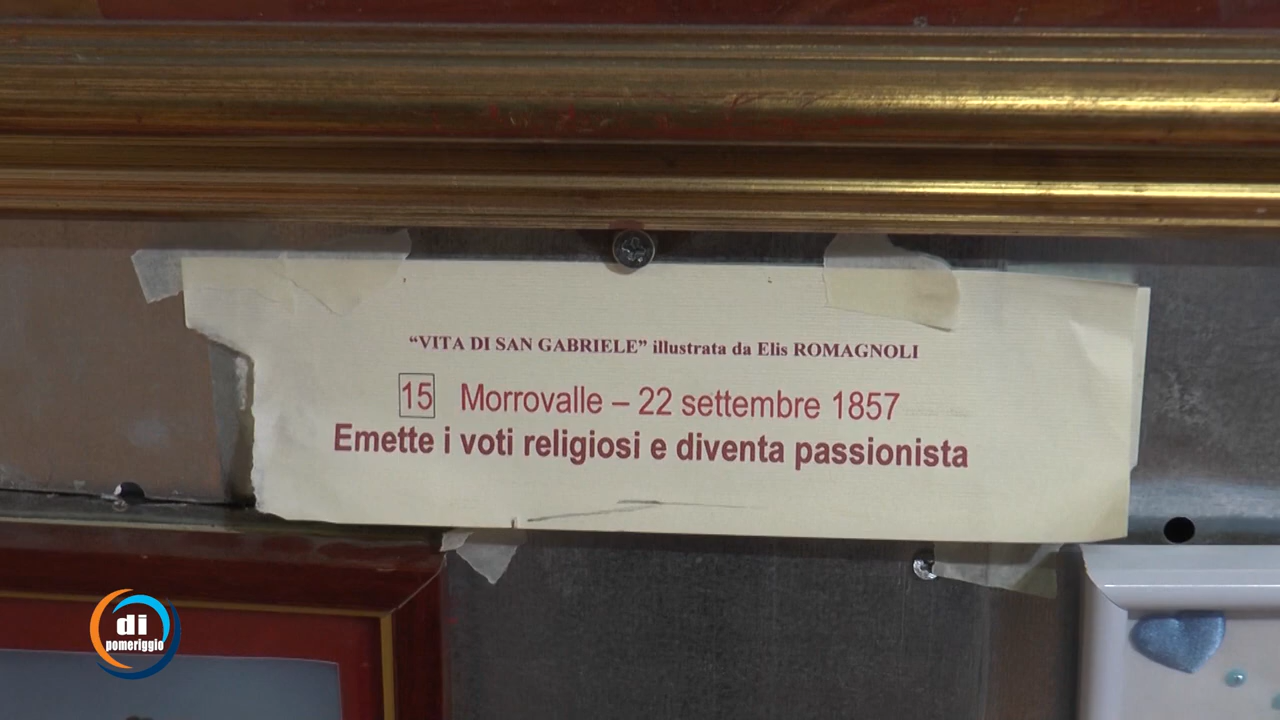 “VITA DI SAN GABRIELE” illustrata da Elis ROMAGNOLI
15 Morrovalle – 22 settembre 1857
Emette i voti religiosi e diventa passionista
di
pomeriggio